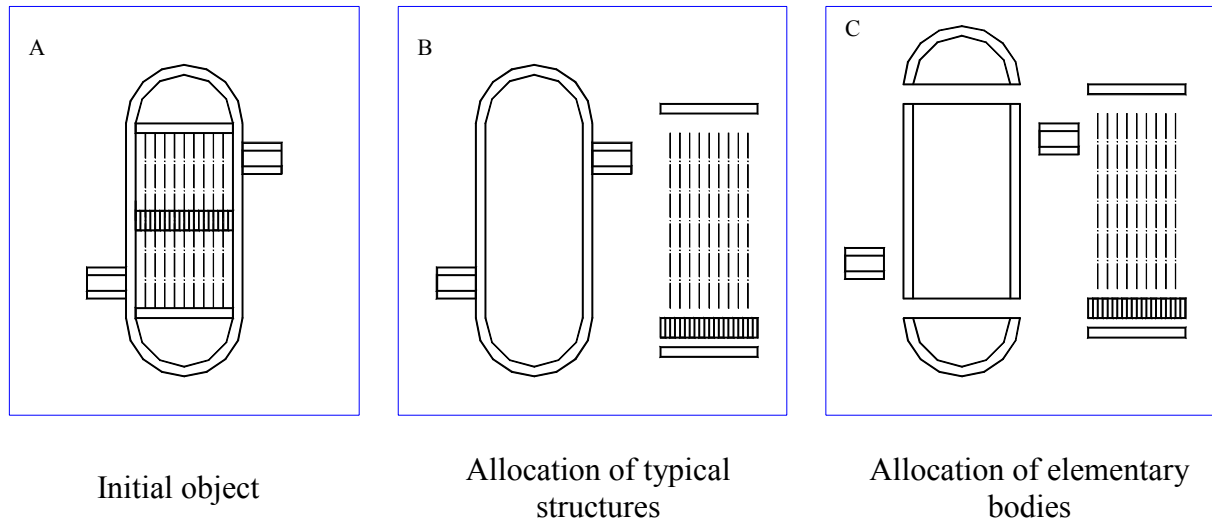 A
B
C
Initial object
Allocation of typical
structures
Allocation of elementary
bodies